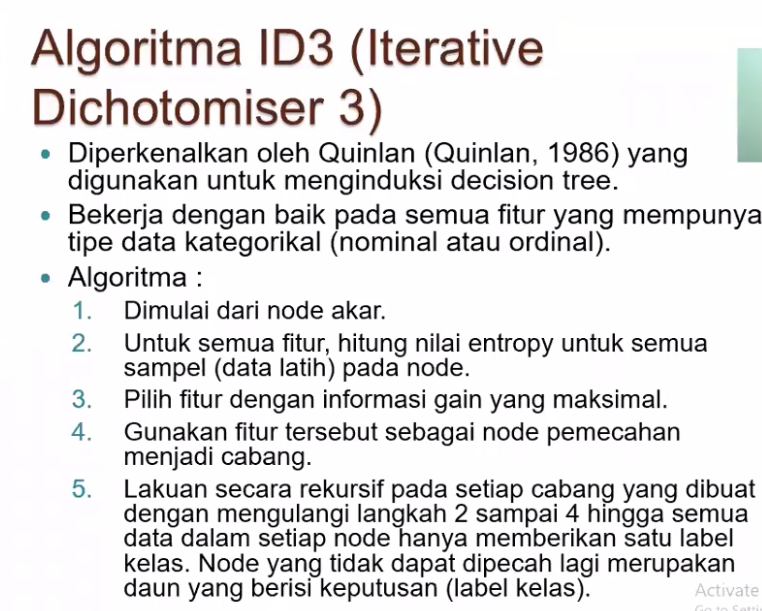 Algoritma ID3 (Iterative
Dichotomiser 3)
• Diperkenalkan oleh Quinlan (Quinlan, 1986) yang
digunakan untuk menginduksi decision tree.
• Bekerja dengan baik pada semua fitur yang mempunya
tipe data kategorikal (nominal atau ordinal).
• Algoritma :
1. Dimulai dari node akar.
2. Untuk semua fitur, hitung nilai entropy untuk semua
sampel (data latih) pada node.
3. Pilih fitur dengan informasi gain yang maksimal.
4. Gunakan fitur tersebut sebagai node pemecahan
menjadi cabang.
5. Lakuan secara rekursif pada setiap cabang yang dibuat
dengan mengulangi langkah 2 sampai 4 hingga semua
data dalam setiap node hanya memberikan satu label
kelas. Node yang tidak dapat dipecah lagi merupakan
daun yang berisi keputusan (label kelas).
Activate
Go to Setti